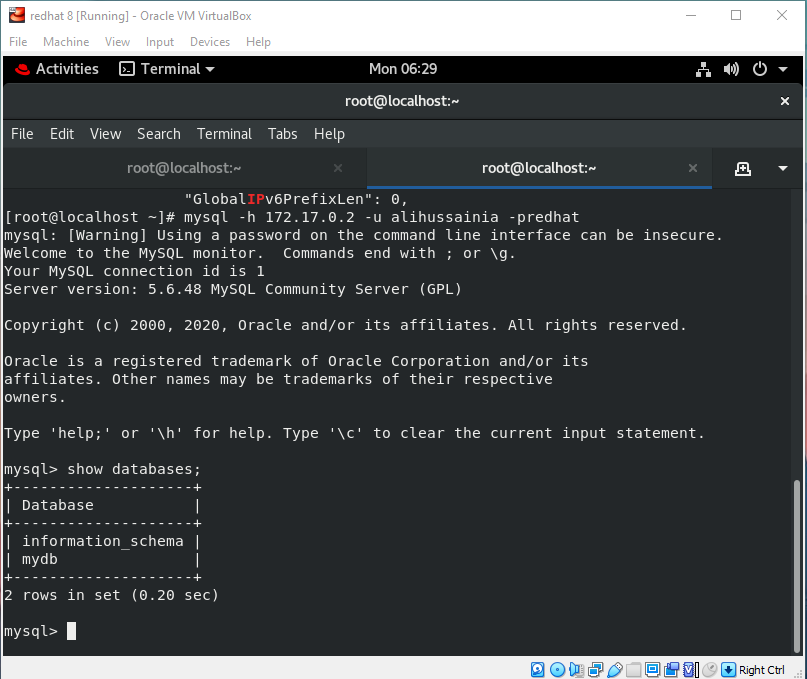 redhat 8 [Running] - Oracle VM VirtualBox
File Machine View Input Devices Help
Activities Terminal Mon 06:29
root@localhost:~
File Edit View Search Terminal Tabs Help
root@localhost:~ root@localhost:~
"GlobalIPv6PrefixLen": 0,
[root@localhost ~]# mysql -h 172.17.0.2 -u alihussainia -predhat
mysql: [Warning] Using a password on the command line interface can be insecure.
Welcome to the MySQL monitor.  Commands end with ; or \g.
Your MySQL connection id is 1
Server version: 5.6.48 MySQL Community Server (GPL)
Copyright (c) 2000, 2020, Oracle and/or its affiliates. All rights reserved.
Oracle is a registered trademark of Oracle Corporation and/or its
affiliates. Other names may be trademarks of their respective
owners.
Type 'help;' or '\h' for help. Type '\c' to clear the current input statement.
mysql> show databases;
+--------------------+
| Database           |
+--------------------+
| information_schema |
| mydb               |
+--------------------+
2 rows in set (0.20 sec)
mysql>
Right Ctrl